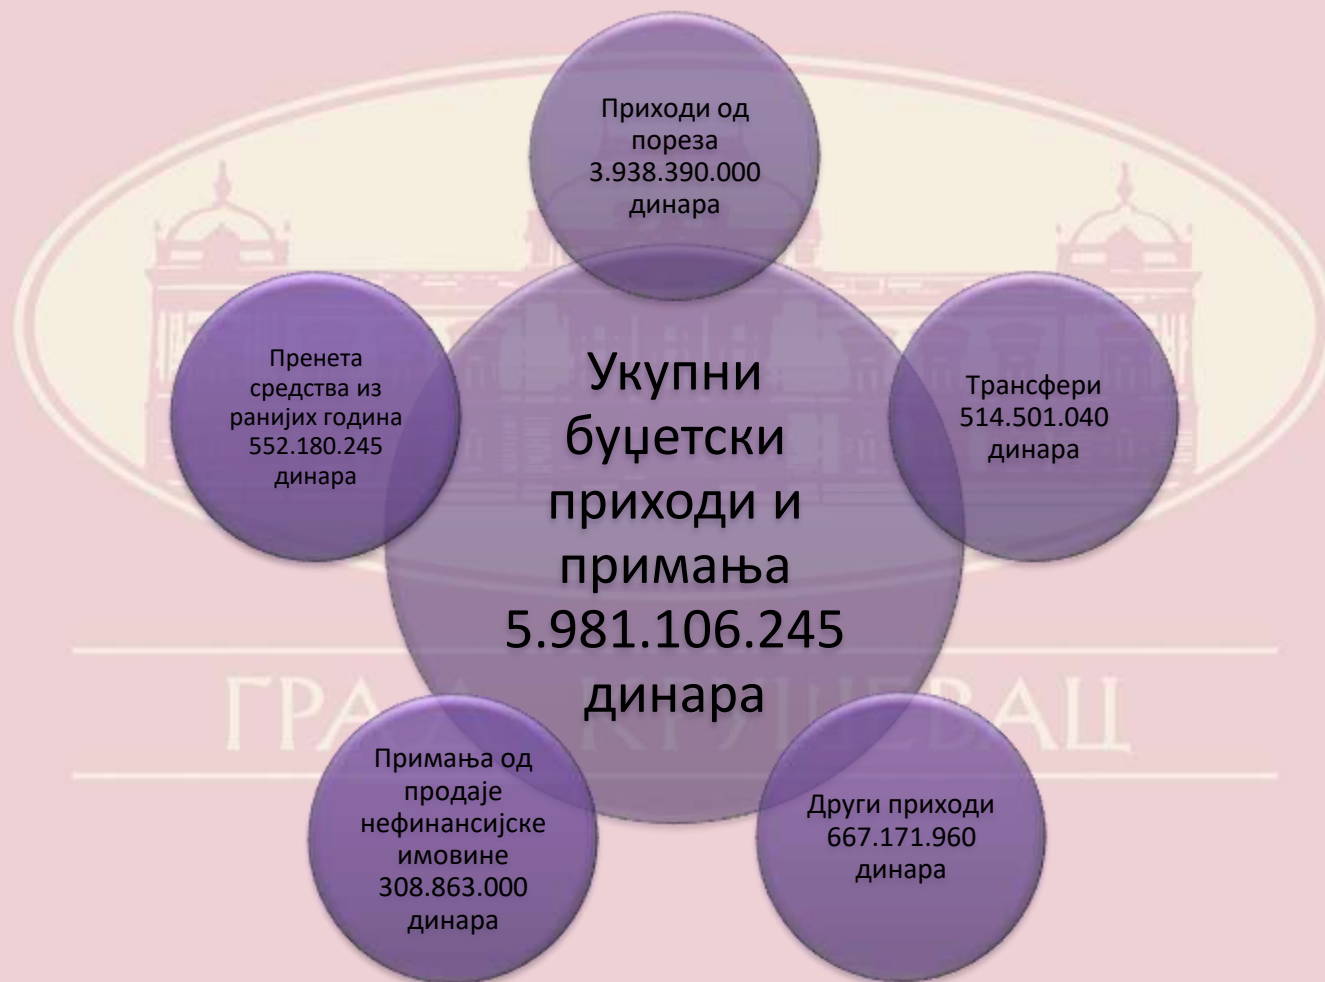 Приходи од
пореза
3.938.390.000
динара
Пренета
средства из
ранијих година
552.180.245
динара
Укупни
буџетски
приходи и
примања
5.981.106.245
динара
Трансфери
514.501.040
динара
ГРАД КРУШЕВАЦ
Примања од
продаје
нефинансијске
имовине
308.863.000
динара
Други приходи
667.171.960
динара